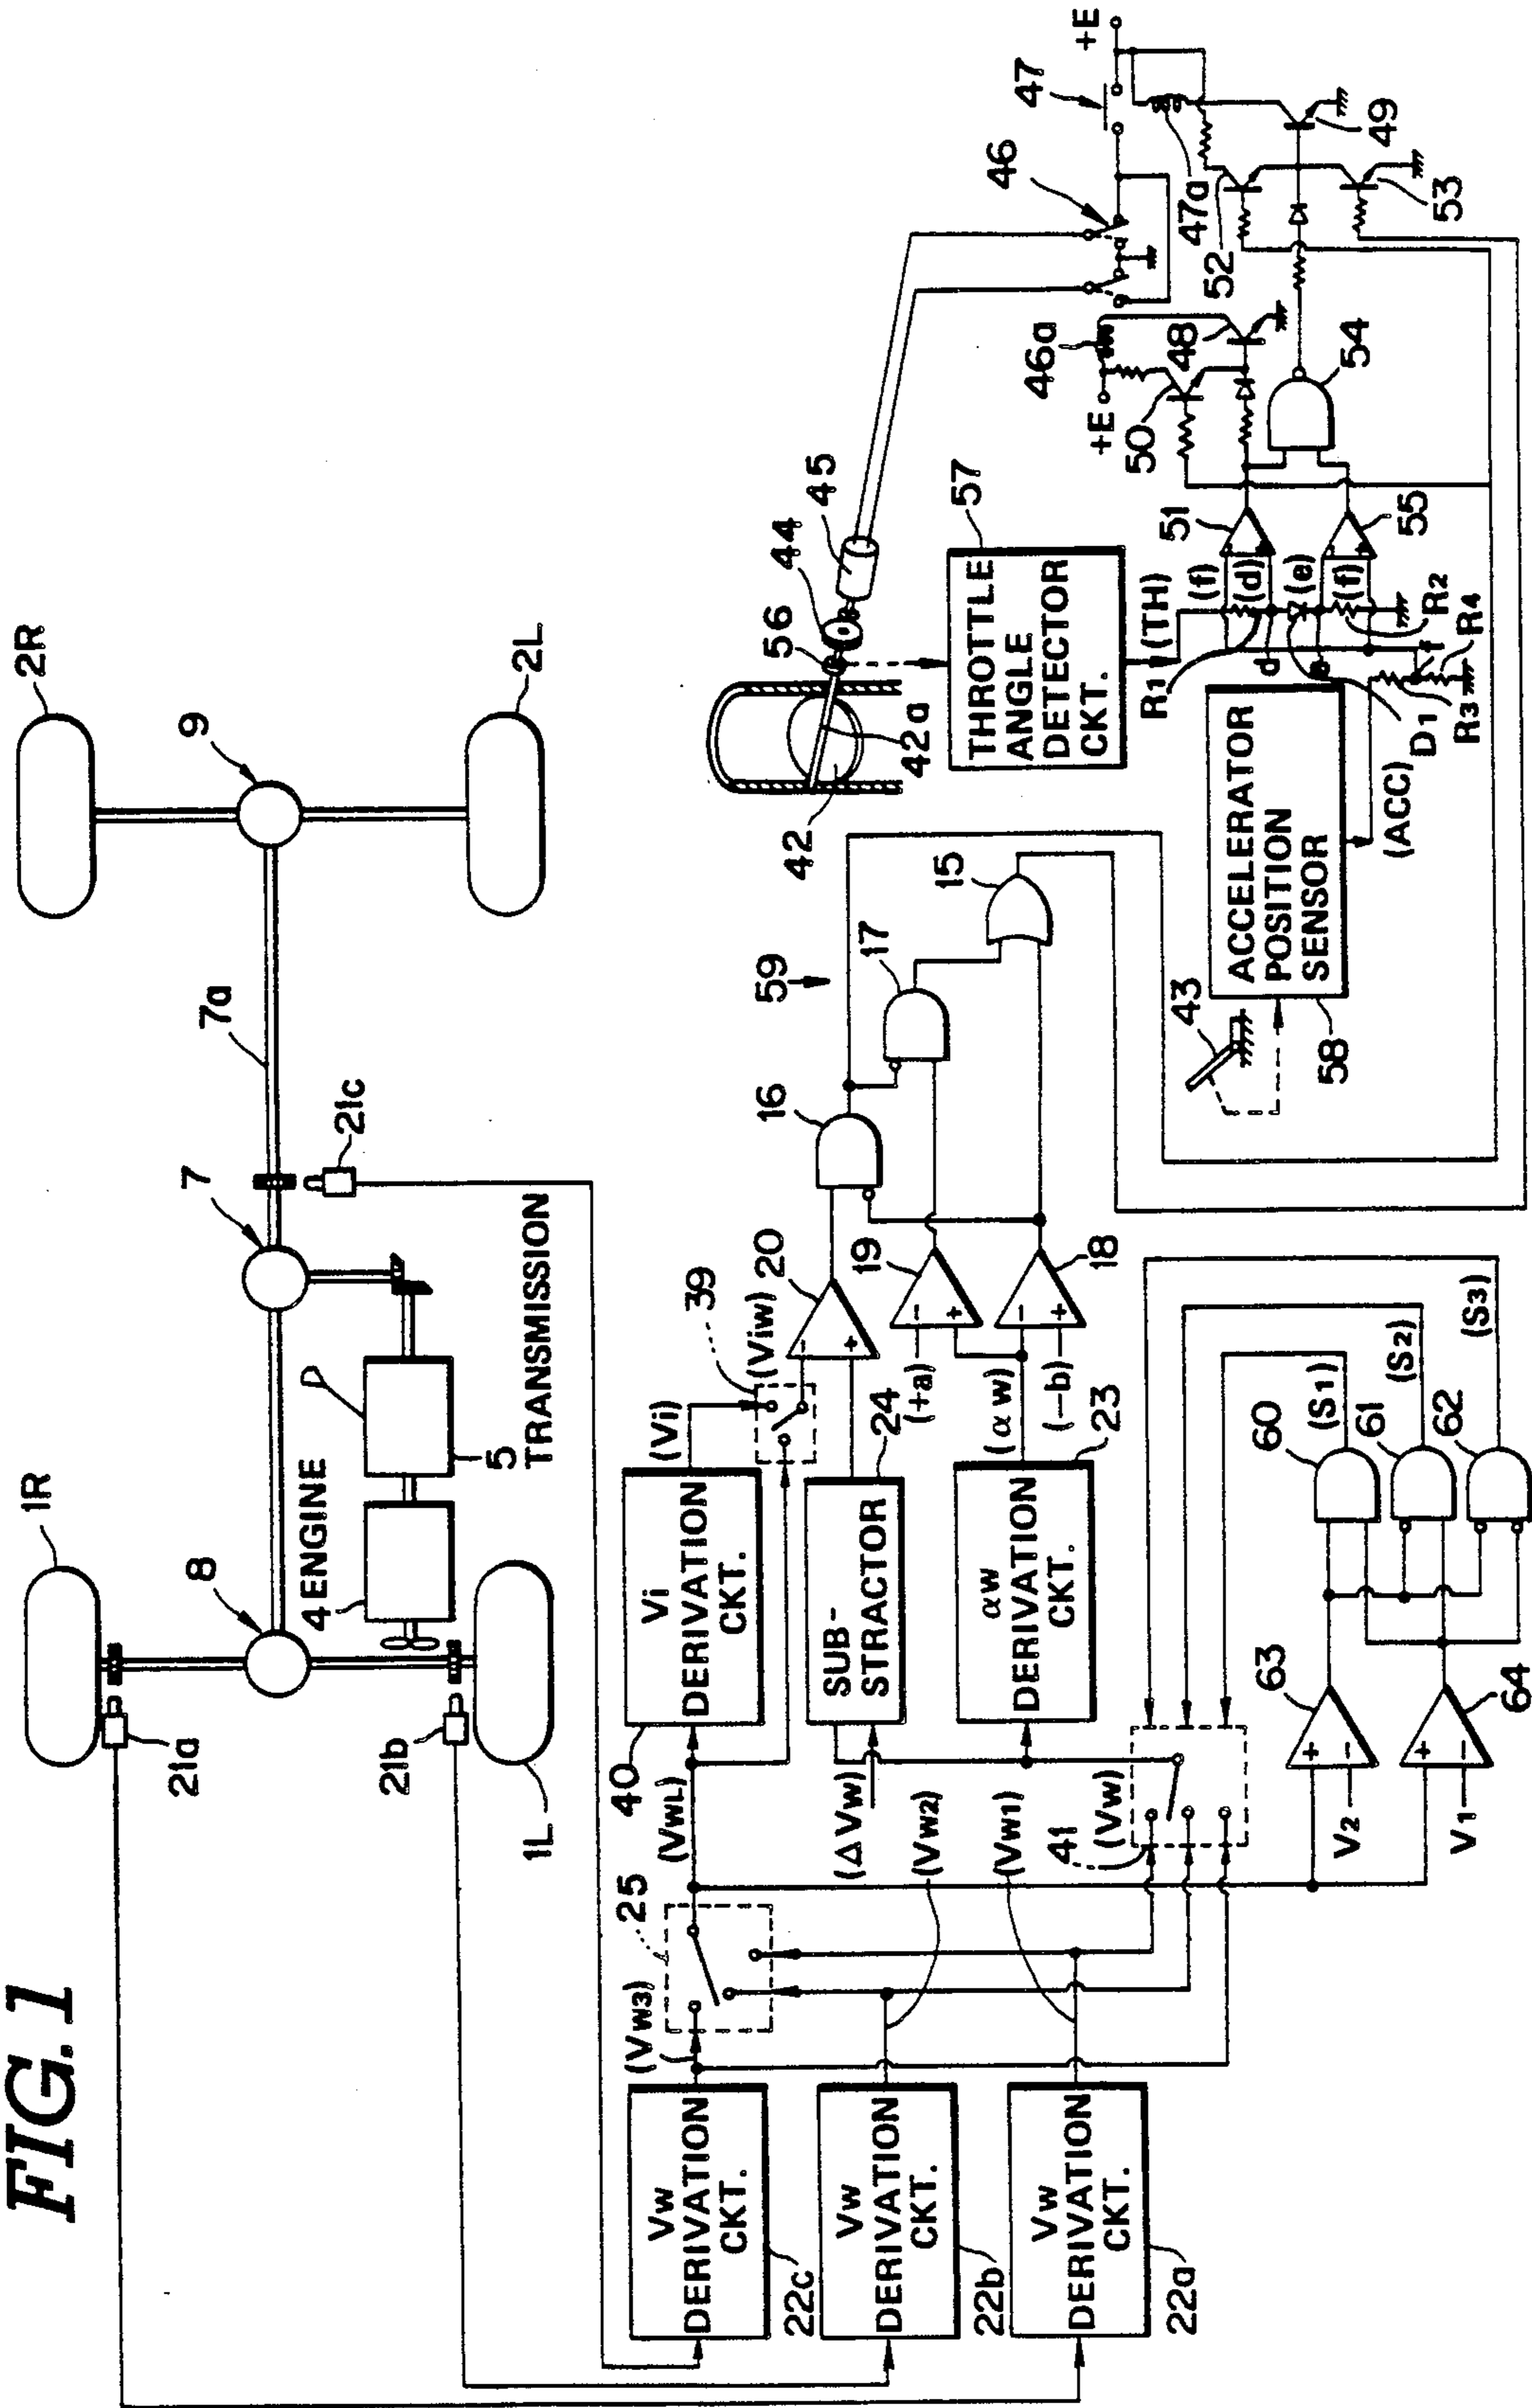 FIG.1
1R
2R
8
7
7a
9
21a
21b
21c
4 ENGINE
5
TRANSMISSION
1L
2L
(Vw3)
25
(VwL)
40
Vi
DERIVATION
CKT.
(Vi)
39
(Viw)
20
16
59
17
15
42
42a
56
44
45
46
47
+E
Vw
DERIVATION
CKT.
22c
Vw
DERIVATION
CKT.
22b
Vw
DERIVATION
CKT.
22a
(ΔVw)
(Vw2)
(Vw1)
41
(Vw)
SUB-
STRACTOR
24
(+a)
19
αw
DERIVATION
CKT.
23
(αw)
(-b)
18
V2
V1
63
64
60
61
62
(S1)
(S2)
(S3)
THROTTLE
ANGLE
DETECTOR
CKT.
57
(TH)
43
ACCELERATOR
POSITION
SENSOR
58
(ACC)
R1
d
e
D1
R3
f
R4
R2
(f)
(d)
(e)
(f)
51
55
+E
46a
50
48
54
47a
52
49
53
+
-
+
-
-
+
-
+
-
+